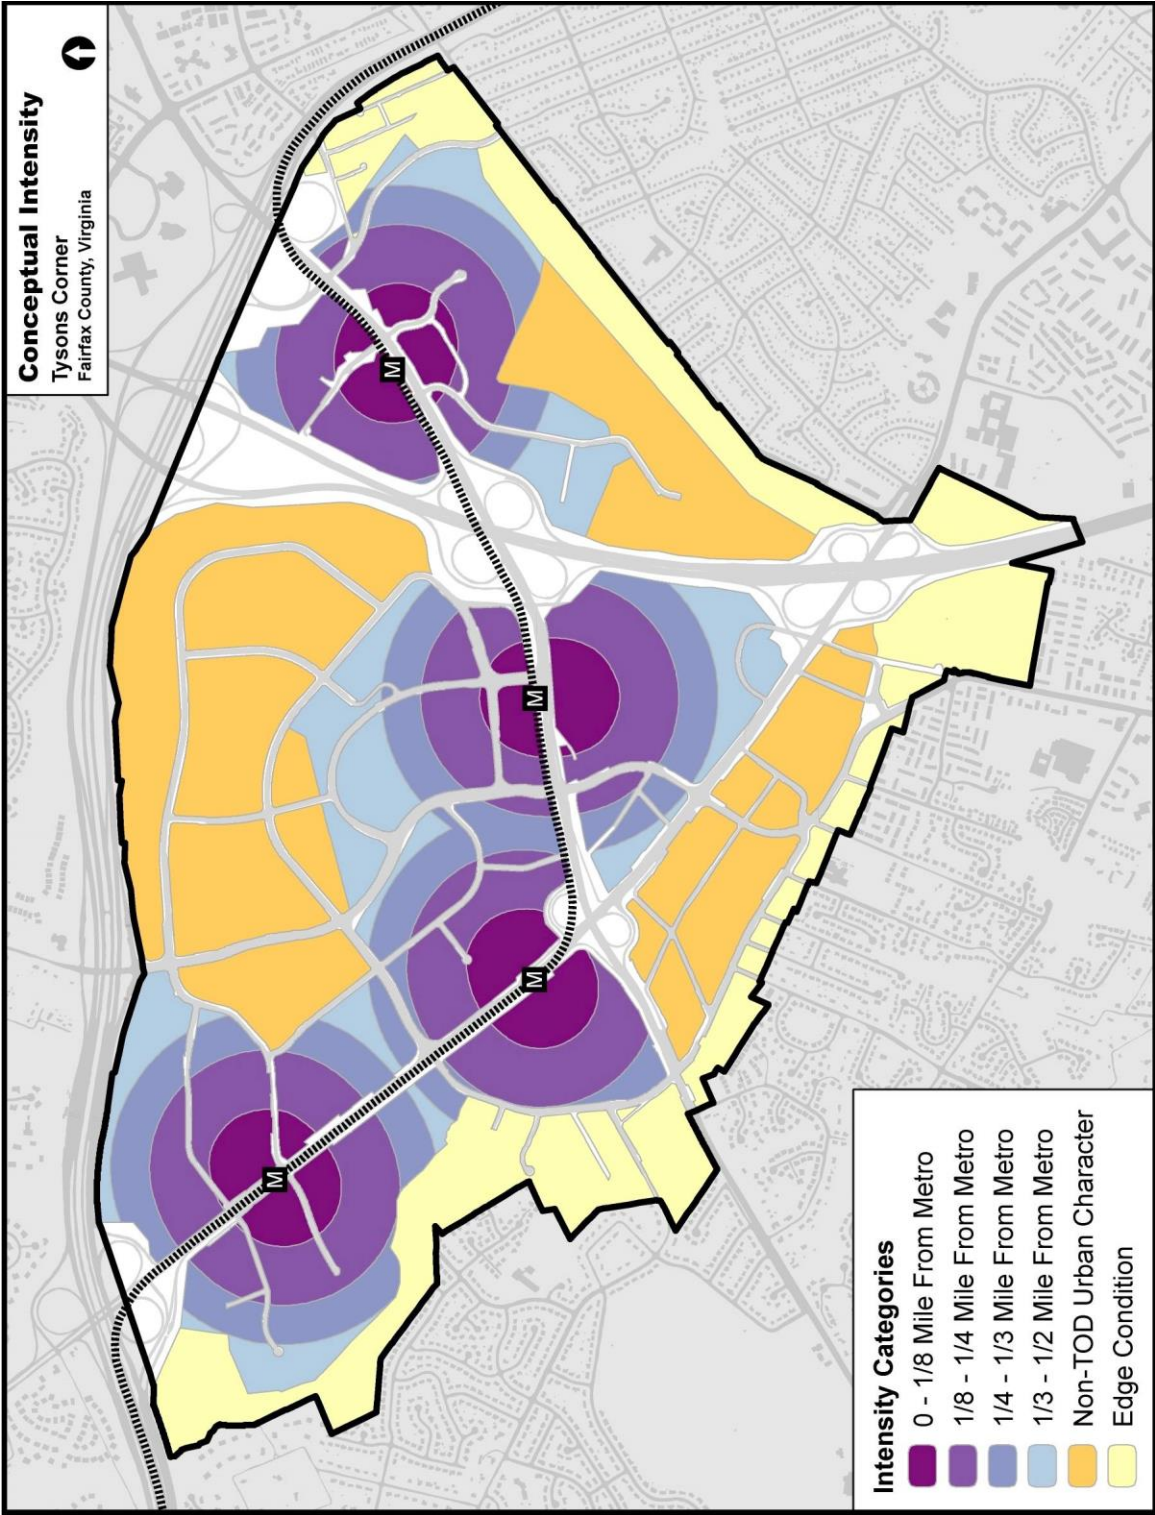 Conceptual Intensity
Tysons Corner
Fairfax County, Virginia
M
M
M
M
Intensity Categories
0 - 1/8 Mile From Metro
1/8 - 1/4 Mile From Metro
1/4 - 1/3 Mile From Metro
1/3 - 1/2 Mile From Metro
Non-TOD Urban Character
Edge Condition